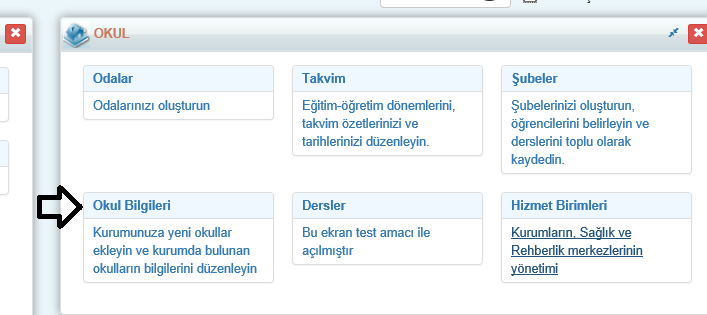 OKUL
Odalar
Odalarınızı oluşturun
Takvim
Eğitim-öğretim dönemlerini,
takvim özetlerinizi ve
tarihlerinizi düzenleyin.
Şubeler
Şubelerinizi oluşturun,
öğrencilerini belirleyin ve
derslerini toplu olarak
kaydedin.
Okul Bilgileri
Kurumunuza yeni okullar
ekleyin ve kurumda bulunan
okulların bilgilerini düzenleyin
Dersler
Bu ekran test amacı ile
açılmıştır
Hizmet Birimleri
Kurumların, Sağlık ve
Rehberlik merkezlerinin
yönetimi